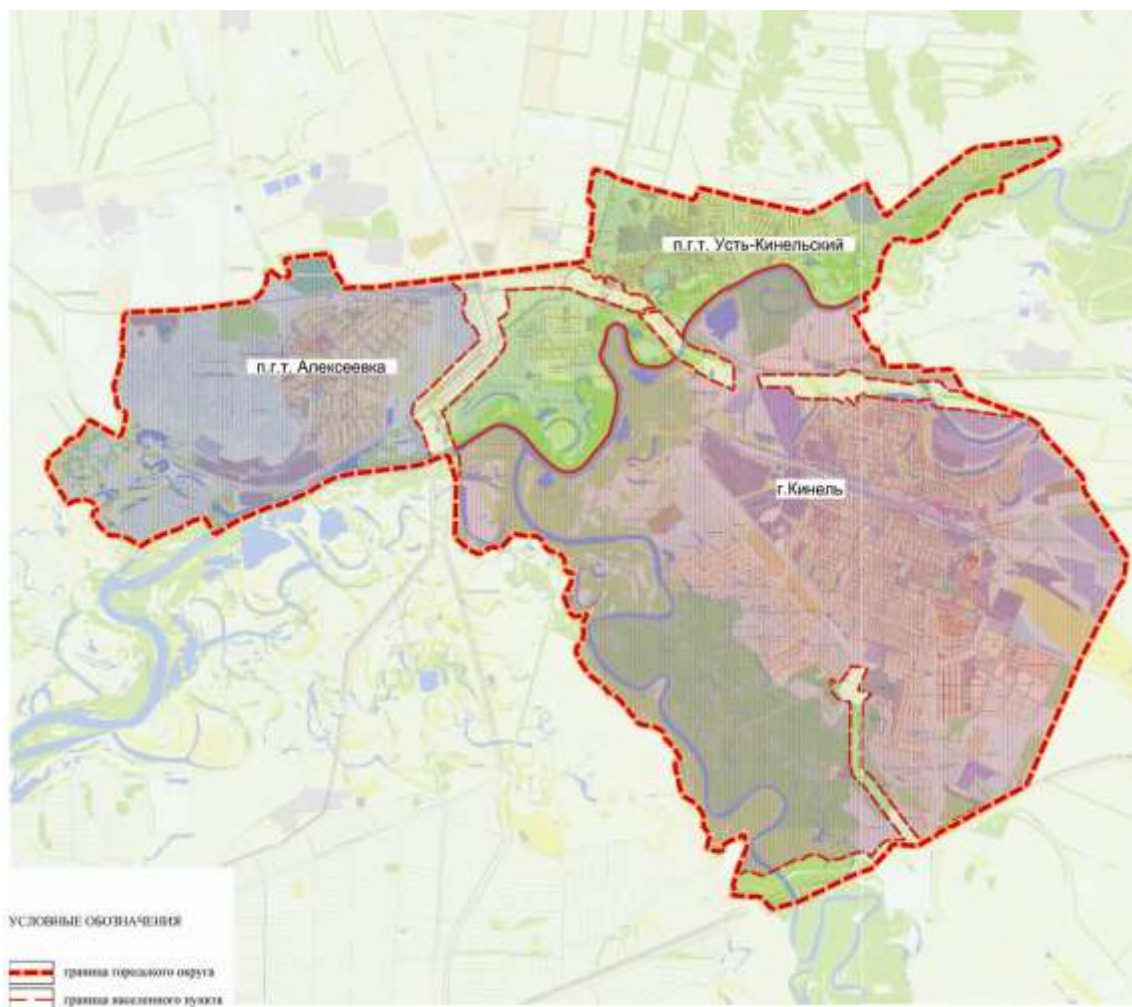 п.г.т. Усть-Кинельский
п.г.т. Алексеевка
г.Кинель
УСЛОВНЫЕ ОБОЗНАЧЕНИЯ
граница городского округа
граница населенного пункта